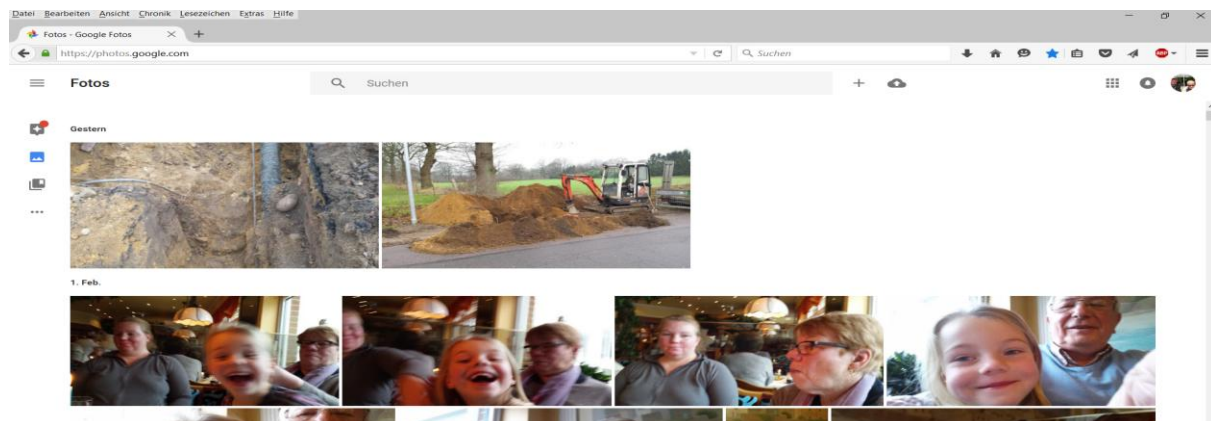 Datei Bearbeiten Ansicht Chronik Lesezeichen Extras Hilfe
Fotos - Google Fotos
https://photos.google.com
Suchen
ABP
Fotos
Suchen
Gestern
1. Feb.